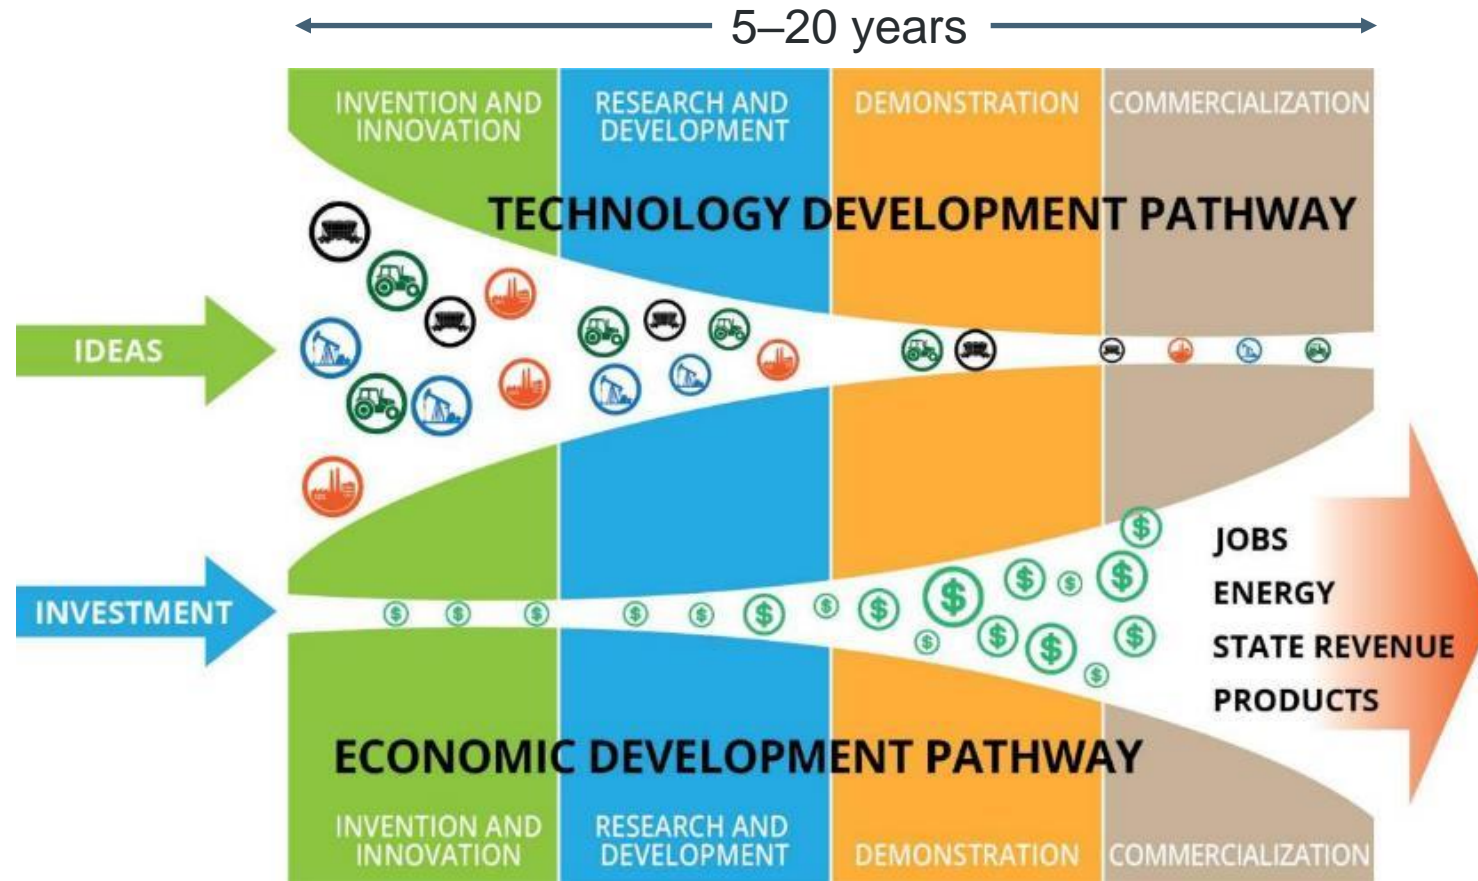 5–20 years
INVENTION AND
INNOVATION
RESEARCH AND
DEVELOPMENT
DEMONSTRATION
COMMERCIALIZATION
TECHNOLOGY DEVELOPMENT PATHWAY
IDEAS
INVESTMENT
$ $ $ $ $ $ $ $ $ $ $ $ $ $ $ $ $ $
JOBS
ENERGY
STATE REVENUE
PRODUCTS
ECONOMIC DEVELOPMENT PATHWAY
INVENTION AND
INNOVATION
RESEARCH AND
DEVELOPMENT
DEMONSTRATION
COMMERCIALIZATION